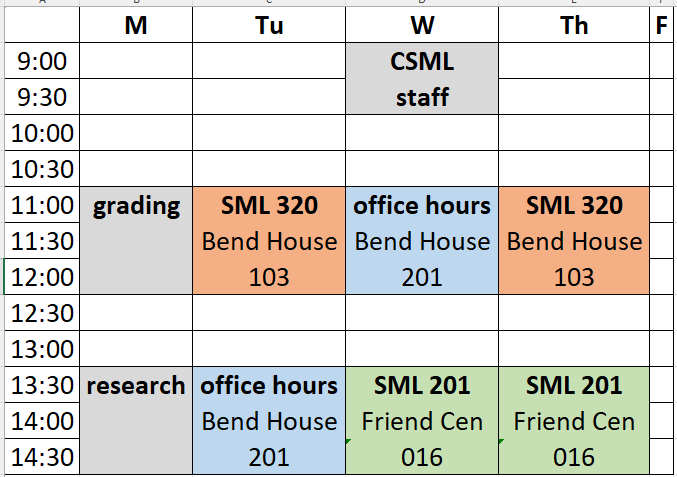 M Tu W Th F
9:00 CSML
9:30 staff
10:00
10:30
11:00 grading SML 320 office hours SML 320
11:30 Bend House Bend House Bend House
12:00 103 201 103
12:30
13:00
13:30 research office hours SML 201 SML 201
14:00 Bend House Friend Cen Friend Cen
14:30 201 016 016